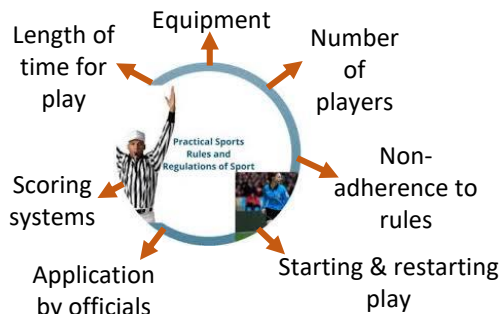 Equipment
Length of
time for
play
Number
of
players
Practical Sports
Rules and
Regulations of Sport
Non-
adherence to
rules
Scoring
systems
Starting & restarting
play
Application
by officials